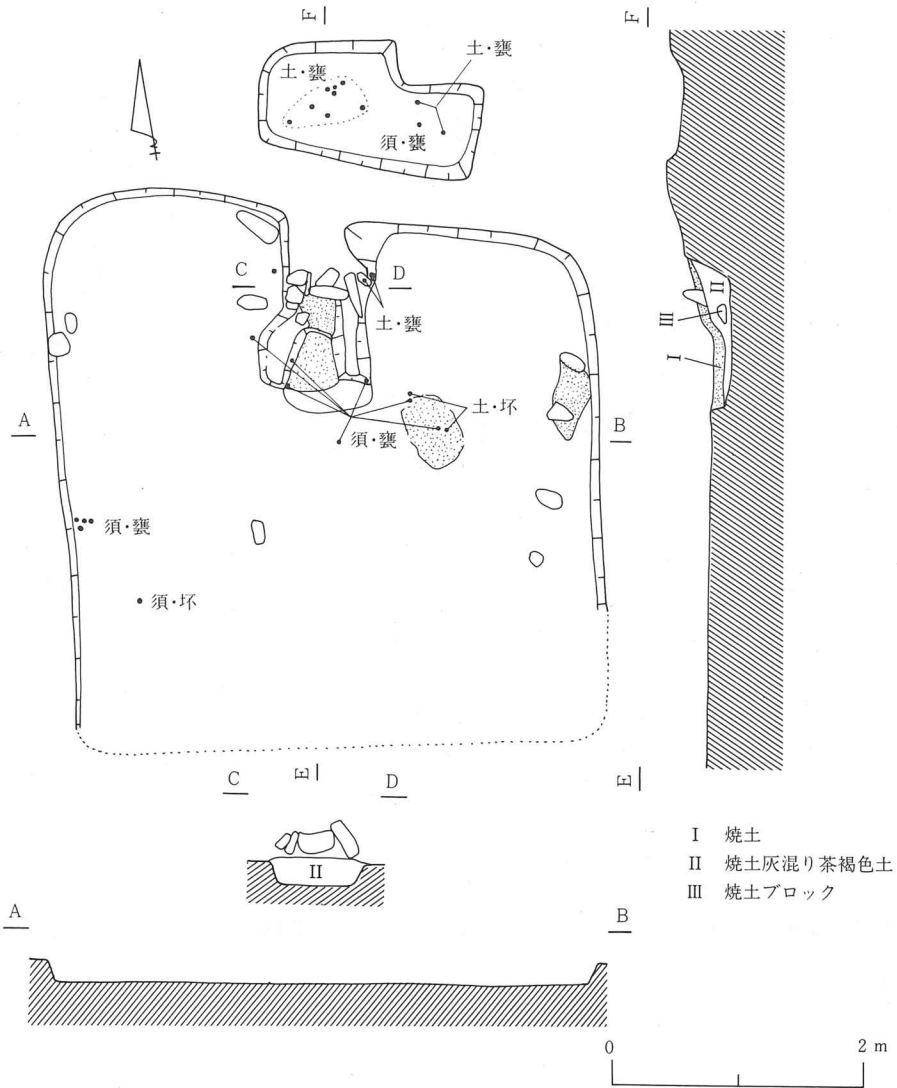 F
F
土・甕
土・甕
須・甕
C
D
土・甕
II
III
I
A
土・坏
B
須・甕
須・甕
須・坏
C
E
D
E
I 焼土
II 焼土灰混り茶褐色土
III 焼土ブロック
II
A
B
0
2 m